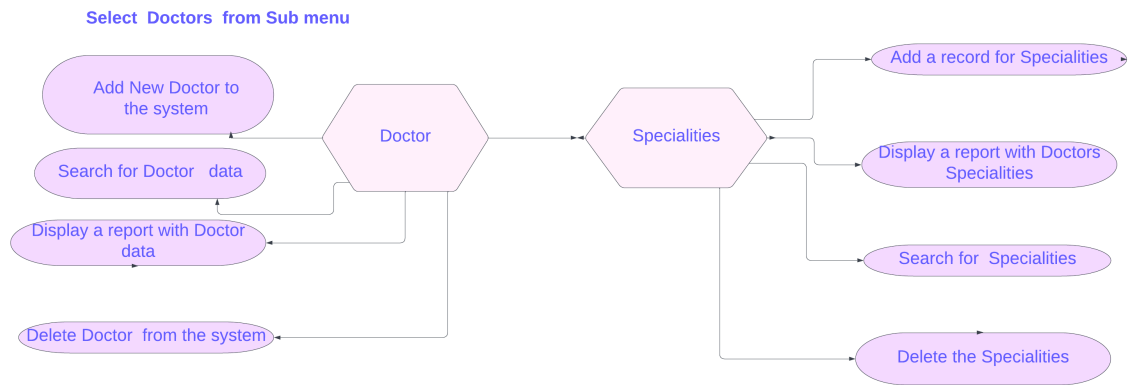 Select Doctors from Sub menu
Add New Doctor to
the system
Search for Doctor data
Display a report with Doctor
data
Delete Doctor from the system
Doctor
Specialities
Add a record for Specialities
Display a report with Doctors
Specialities
Search for Specialities
Delete the Specialities